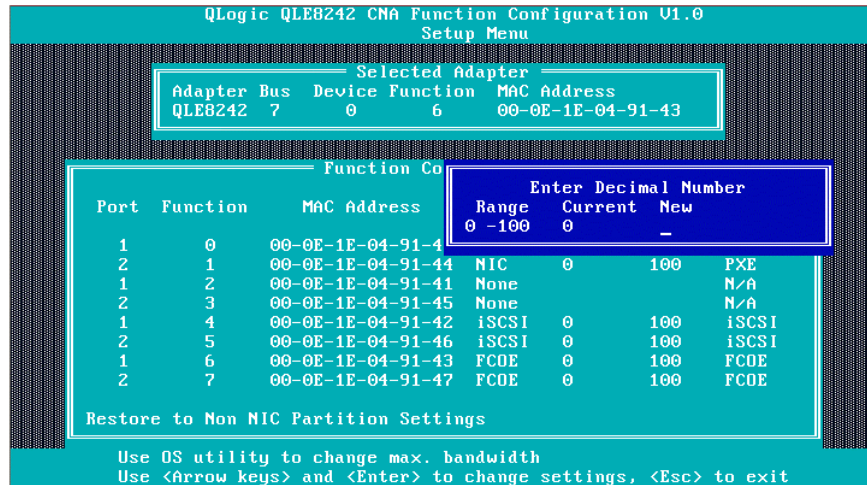 QLogic QLE8242 CNA Function Configuration V1.0
Setup Menu
Selected Adapter
Adapter Bus Device Function MAC Address
QLE8242 7 0 6 00-0E-1E-04-91-43
Function Co
Enter Decimal Number
Port Function MAC Address Range Current New
0 -100 0 _
1 0 00-0E-1E-04-91-4
2 1 00-0E-1E-04-91-44 NIC 0 100 PXE
1 2 00-0E-1E-04-91-41 None N/A
2 3 00-0E-1E-04-91-45 None N/A
1 4 00-0E-1E-04-91-42 iSCSI 0 100 iSCSI
2 5 00-0E-1E-04-91-46 iSCSI 0 100 iSCSI
1 6 00-0E-1E-04-91-43 FCOE 0 100 FCOE
2 7 00-0E-1E-04-91-47 FCOE 0 100 FCOE
Restore to Non NIC Partition Settings
Use OS utility to change max. bandwidth
Use <Arrow keys> and <Enter> to change settings, <Esc> to exit